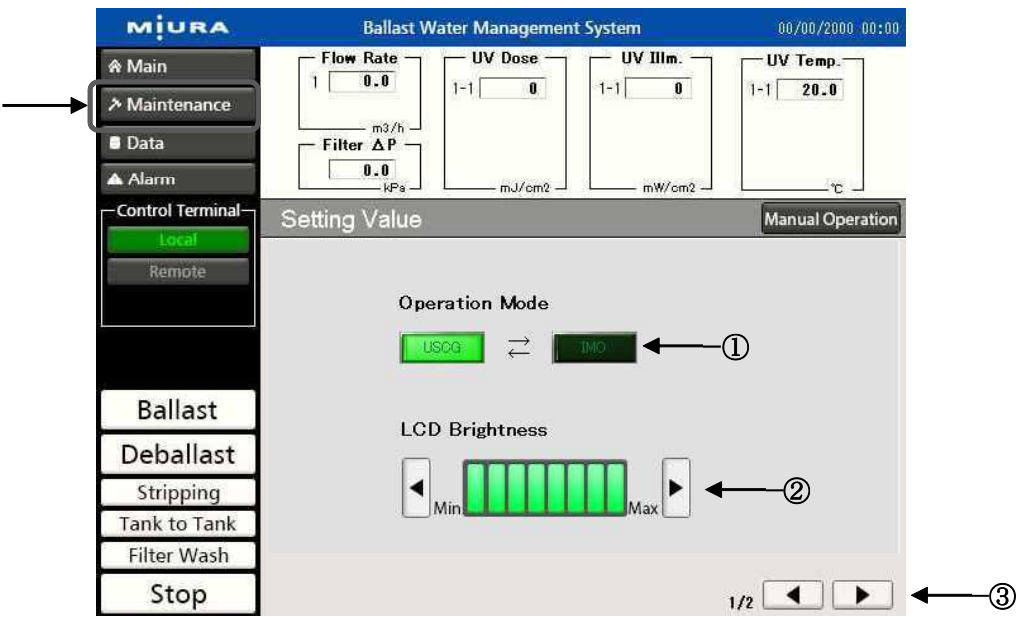 MIURA
Ballast Water Management System
00/00/2000 00:00
Main
Maintenance
Data
Alarm
Control Terminal
Local
Remote
Ballast
Deballast
Stripping
Tank to Tank
Filter Wash
Stop
Flow Rate
1 0.0
m3/h
Filter ΔP
0.0
kPa
UV Dose
1-1 0
mJ/cm2
UV Illm.
1-1 0
mW/cm2
UV Temp.
1-1 20.0
℃
Setting Value
Manual Operation
Operation Mode
USCG ⇄ IMO ①
LCD Brightness
Min Max ②
1/2 ③